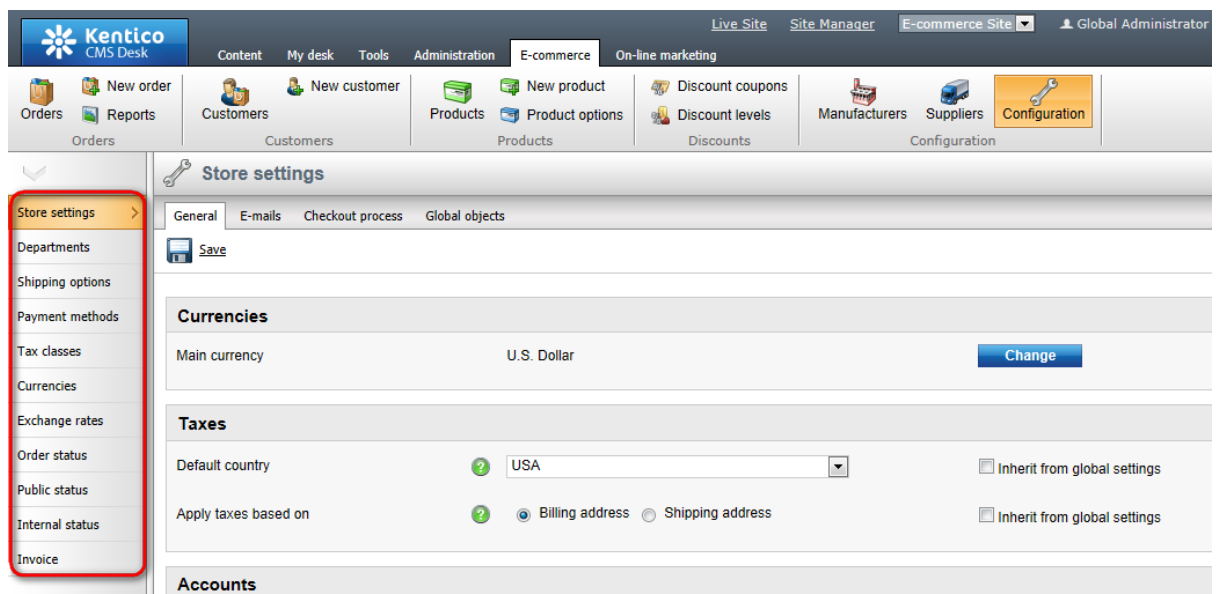 Live Site Site Manager E-commerce Site Global Administrator
Kentico
CMS Desk
Content My desk Tools Administration E-commerce On-line marketing
New order New customer New product Discount coupons
Orders Reports Customers Products Product options Discount levels Manufacturers Suppliers Configuration
Orders Customers Products Discounts Configuration
Store settings
Store settings >
General E-mails Checkout process Global objects
Departments
Save
Shipping options
Payment methods
Currencies
Tax classes
Main currency U.S. Dollar Change
Currencies
Exchange rates
Taxes
Order status
Default country ? USA Inherit from global settings
Public status
Apply taxes based on ? Billing address Shipping address Inherit from global settings
Internal status
Invoice
Accounts